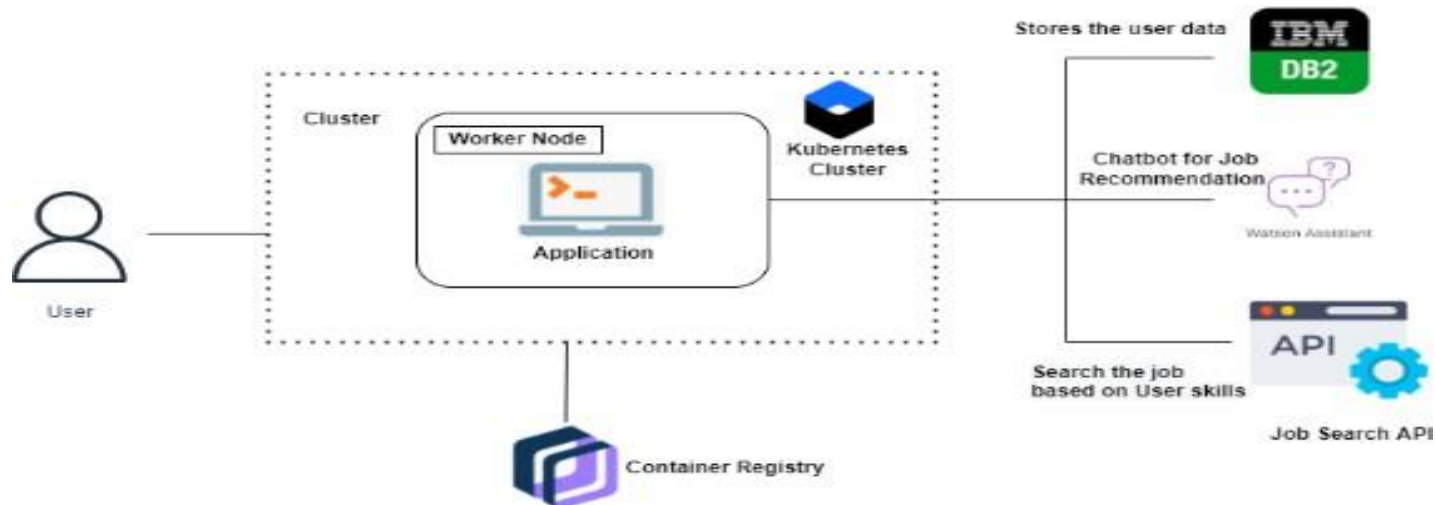 Stores the user data
IBM
DB2
Cluster
Worker Node
Kubernetes
Cluster
Application
Chatbot for Job
Recommendation
?
Watson Assistant
User
API
Search the job
based on User skills
Job Search API
Container Registry